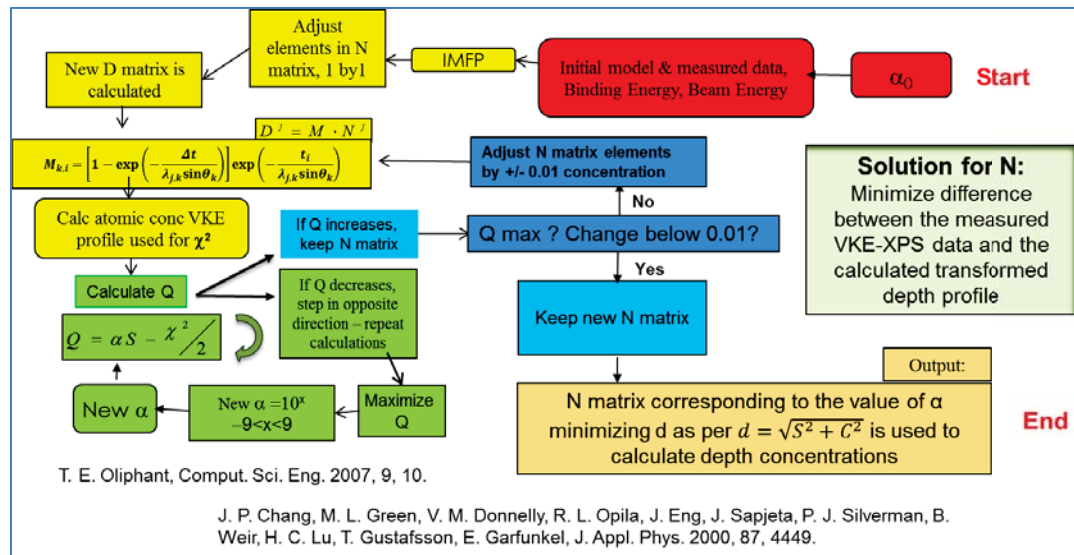 α₀
Start
Initial model & measured data,
Binding Energy, Beam Energy
IMFP
Adjust
elements in N
matrix, 1 by1
New D matrix is
calculated
D^j = M · N^j
M_{k,i} = [1 − exp(−Δt / (λ_{j,k} sinθ_k))] exp(−t_i / (λ_{j,k} sinθ_k))
Calc atomic conc VKE
profile used for χ²
Calculate Q
Q = αS − χ²/2
If Q increases,
keep N matrix
If Q decreases,
step in opposite
direction – repeat
calculations
Maximize
Q
New α =10ˣ
–9<x<9
New α
Q max ? Change below 0.01?
No
Adjust N matrix elements
by +/- 0.01 concentration
Yes
Keep new N matrix
Output:
N matrix corresponding to the value of α
minimizing d as per d = √(S² + C²) is used to
calculate depth concentrations
End
Solution for N:
Minimize difference
between the measured
VKE-XPS data and the
calculated transformed
depth profile
T. E. Oliphant, Comput. Sci. Eng. 2007, 9, 10.
J. P. Chang, M. L. Green, V. M. Donnelly, R. L. Opila, J. Eng, J. Sapjeta, P. J. Silverman, B.
Weir, H. C. Lu, T. Gustafsson, E. Garfunkel, J. Appl. Phys. 2000, 87, 4449.